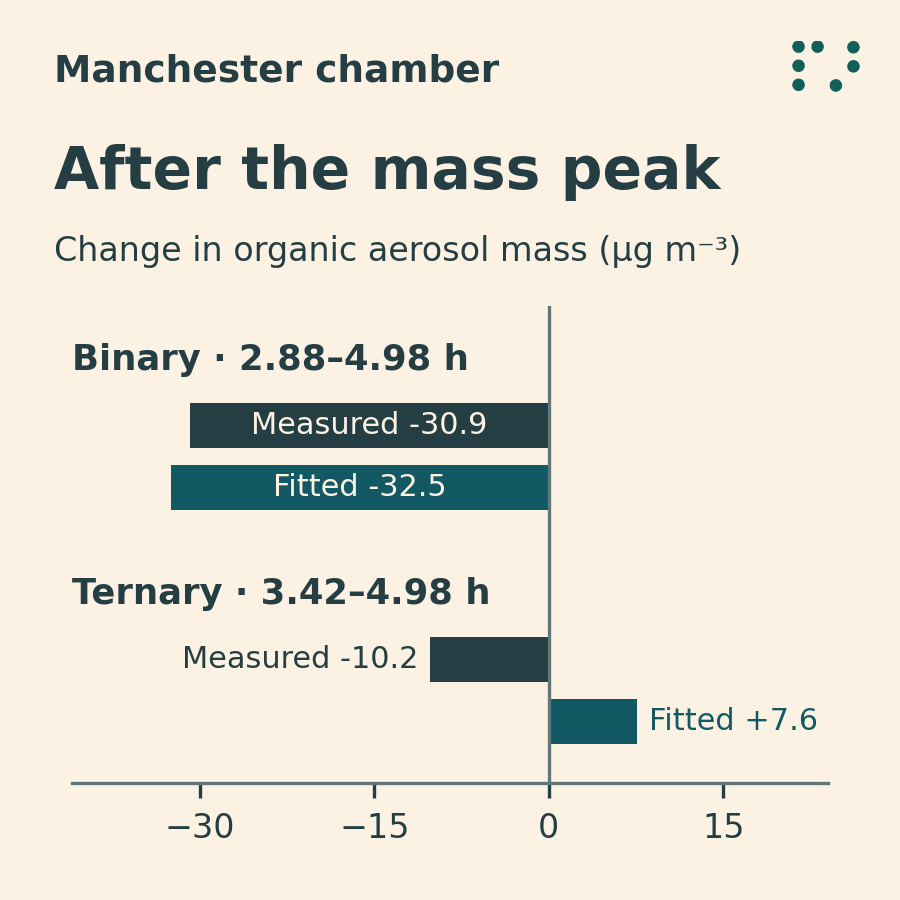 Manchester chamber
After the mass peak
Change in organic aerosol mass (µg m⁻³)
Binary · 2.88–4.98 h
Measured -30.9
Fitted -32.5
Ternary · 3.42–4.98 h
Measured -10.2
Fitted +7.6
−30 −15 0 15